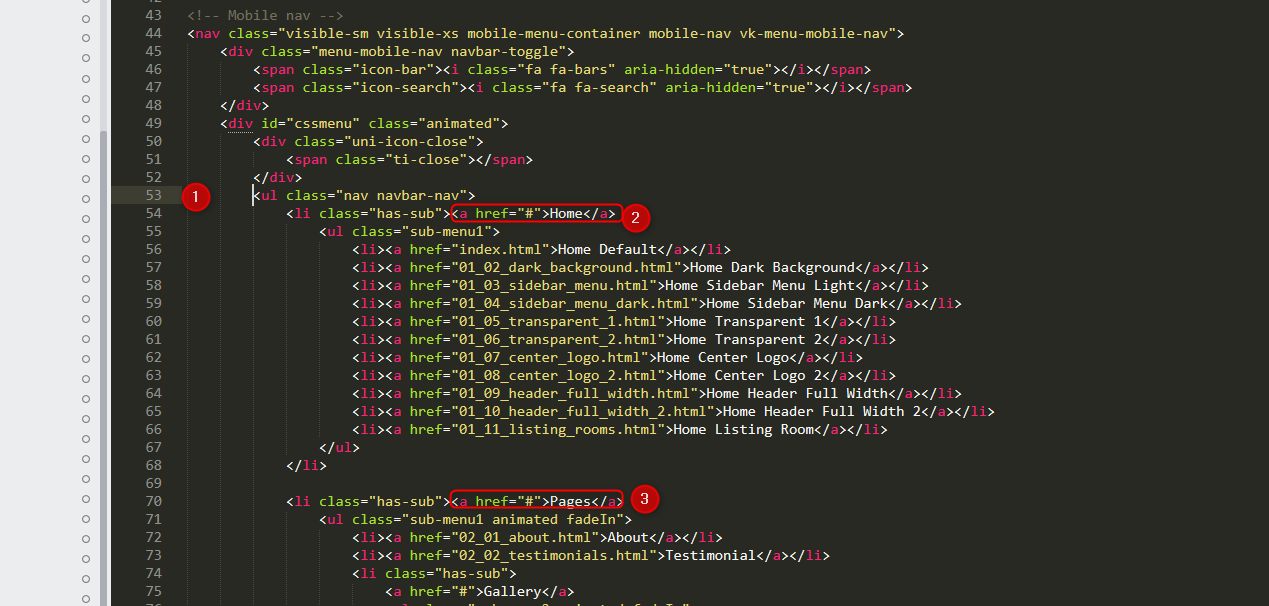 42
43 <!-- Mobile nav -->
44 <nav class="visible-sm visible-xs mobile-menu-container mobile-nav vk-menu-mobile-nav">
45 <div class="menu-mobile-nav navbar-toggle">
46 <span class="icon-bar"><i class="fa fa-bars" aria-hidden="true"></i></span>
47 <span class="icon-search"><i class="fa fa-search" aria-hidden="true"></i></span>
48 </div>
49 <div id="cssmenu" class="animated">
50 <div class="uni-icon-close">
51 <span class="ti-close"></span>
52 </div>
53 1 <ul class="nav navbar-nav">
54 <li class="has-sub"><a href="#">Home</a> 2
55 <ul class="sub-menu1">
56 <li><a href="index.html">Home Default</a></li>
57 <li><a href="01_02_dark_background.html">Home Dark Background</a></li>
58 <li><a href="01_03_sidebar_menu.html">Home Sidebar Menu Light</a></li>
59 <li><a href="01_04_sidebar_menu_dark.html">Home Sidebar Menu Dark</a></li>
60 <li><a href="01_05_transparent_1.html">Home Transparent 1</a></li>
61 <li><a href="01_06_transparent_2.html">Home Transparent 2</a></li>
62 <li><a href="01_07_center_logo.html">Home Center Logo</a></li>
63 <li><a href="01_08_center_logo_2.html">Home Center Logo 2</a></li>
64 <li><a href="01_09_header_full_width.html">Home Header Full Width</a></li>
65 <li><a href="01_10_header_full_width_2.html">Home Header Full Width 2</a></li>
66 <li><a href="01_11_listing_rooms.html">Home Listing Room</a></li>
67 </ul>
68 </li>
69
70 <li class="has-sub"><a href="#">Pages</a> 3
71 <ul class="sub-menu1 animated fadeIn">
72 <li><a href="02_01_about.html">About</a></li>
73 <li><a href="02_02_testimonials.html">Testimonial</a></li>
74 <li class="has-sub">
75 <a href="#">Gallery</a>